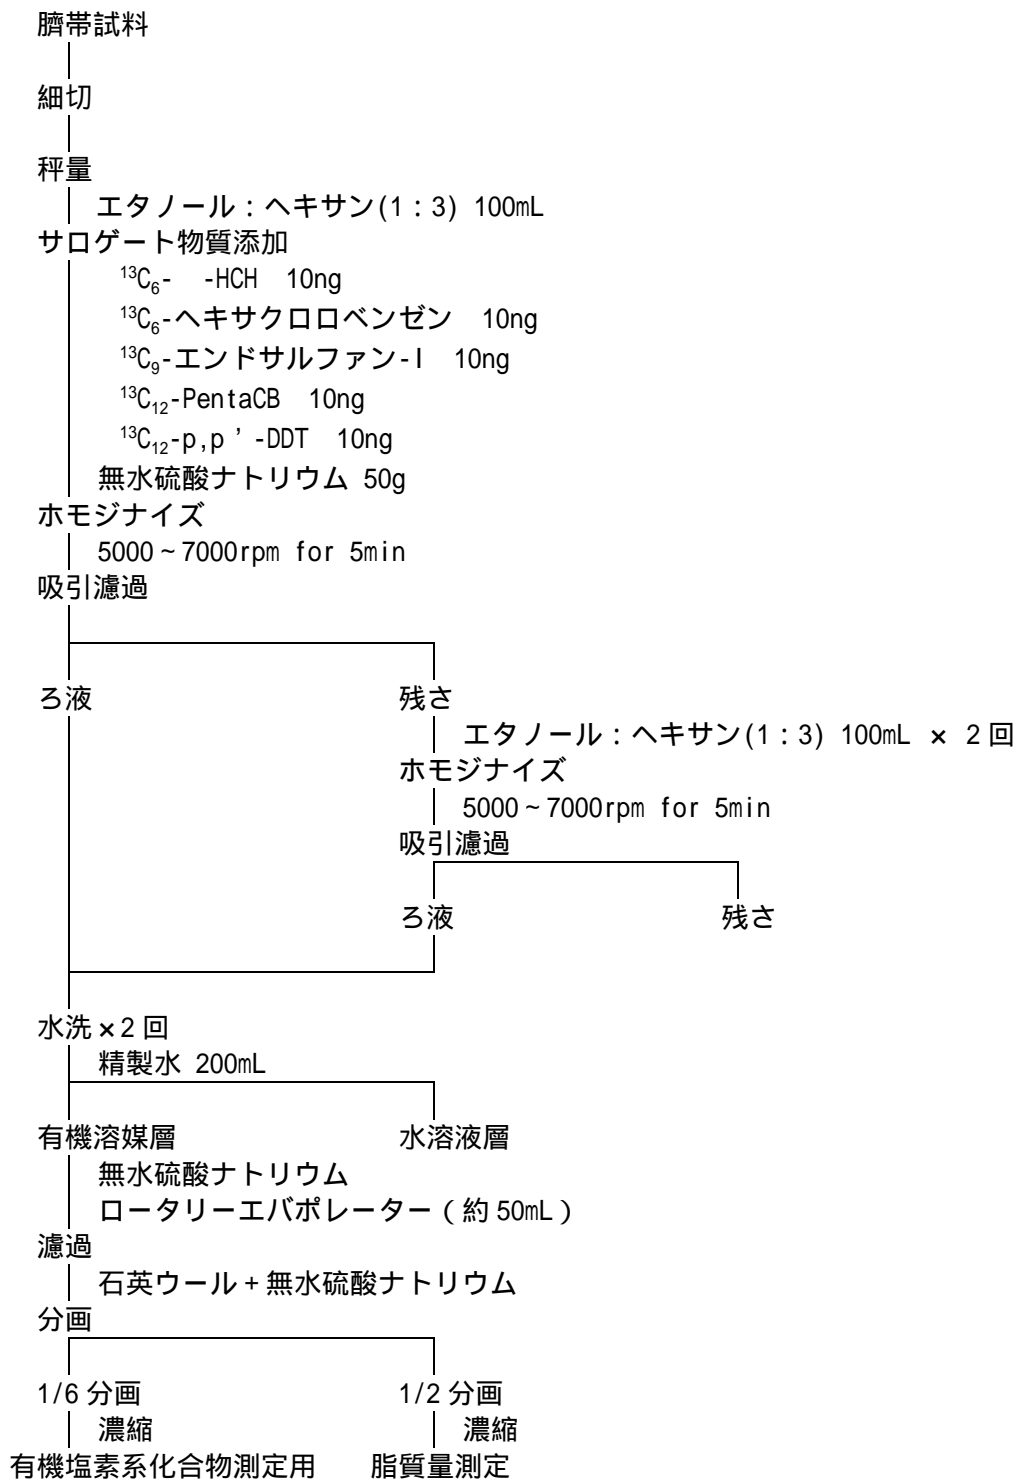 臍帯試料
細切
秤量
エタノール：ヘキサン(1：3) 100mL
サロゲート物質添加
¹³C₆-　-HCH　10ng
¹³C₆-ヘキサクロロベンゼン　10ng
¹³C₉-エンドサルファン-I　10ng
¹³C₁₂-PentaCB　10ng
¹³C₁₂-p,p’-DDT　10ng
無水硫酸ナトリウム 50g
ホモジナイズ
5000～7000rpm for 5min
吸引濾過
ろ液　残さ
エタノール：ヘキサン(1：3) 100mL × 2回
ホモジナイズ
5000～7000rpm for 5min
吸引濾過
ろ液　残さ
水洗×2回
精製水 200mL
有機溶媒層　水溶液層
無水硫酸ナトリウム
ロータリーエバポレーター（約50mL）
濾過
石英ウール+無水硫酸ナトリウム
分画
1/6分画　1/2分画
濃縮　濃縮
有機塩素系化合物測定用　脂質量測定